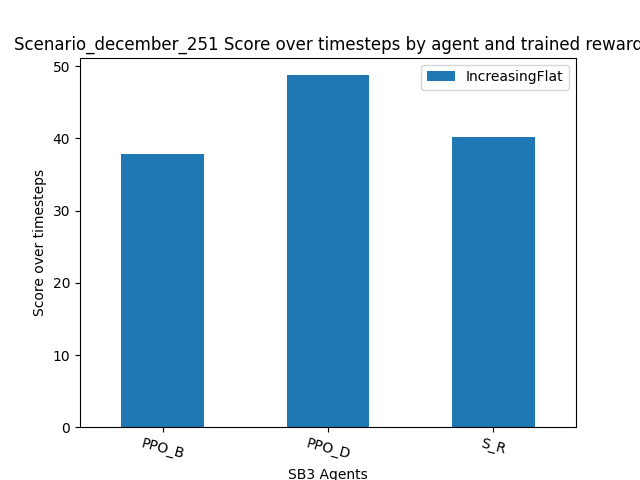 Scenario_december_251 Score over timesteps by agent and trained reward
IncreasingFlat
Score over timesteps
50
40
30
20
10
0
PPO_B
PPO_D
S_R
SB3 Agents